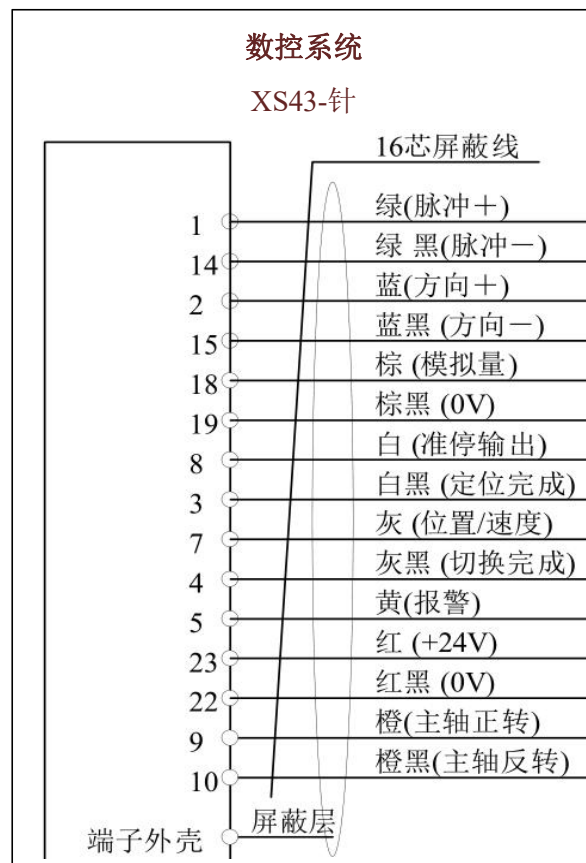 数控系统
XS43-针
16芯屏蔽线
1 绿(脉冲+)
14 绿 黑(脉冲-)
2 蓝(方向+)
15 蓝黑 (方向-)
18 棕 (模拟量)
19 棕黑 (0V)
8 白 (准停输出)
3 白黑 (定位完成)
7 灰 (位置/速度)
4 灰黑 (切换完成)
5 黄(报警)
23 红 (+24V)
22 红黑 (0V)
9 橙(主轴正转)
10 橙黑(主轴反转)
端子外壳 屏蔽层